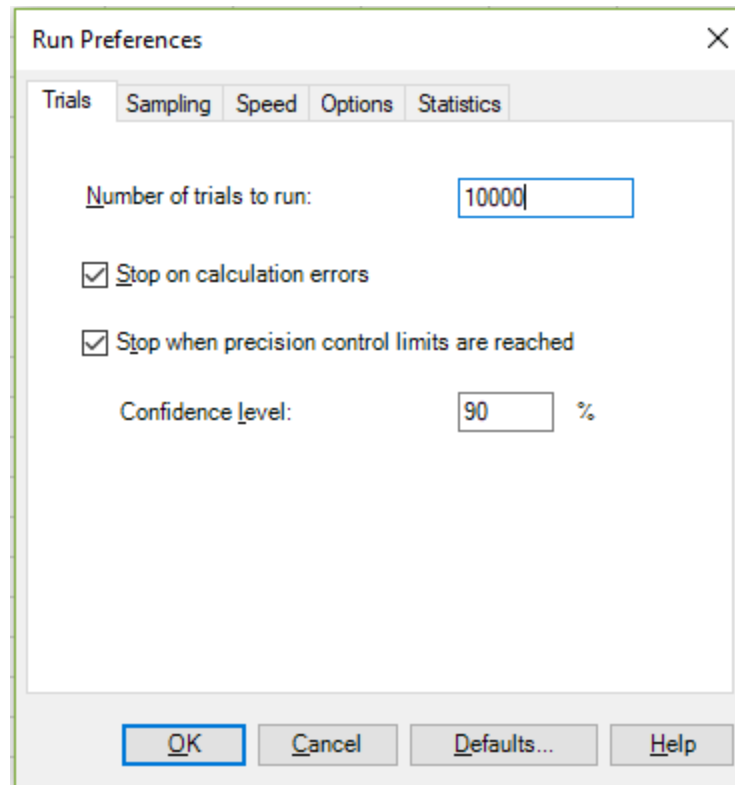 Run Preferences
Trials Sampling Speed Options Statistics
Number of trials to run: 10000
Stop on calculation errors
Stop when precision control limits are reached
Confidence level: 90 %
OK Cancel Defaults... Help